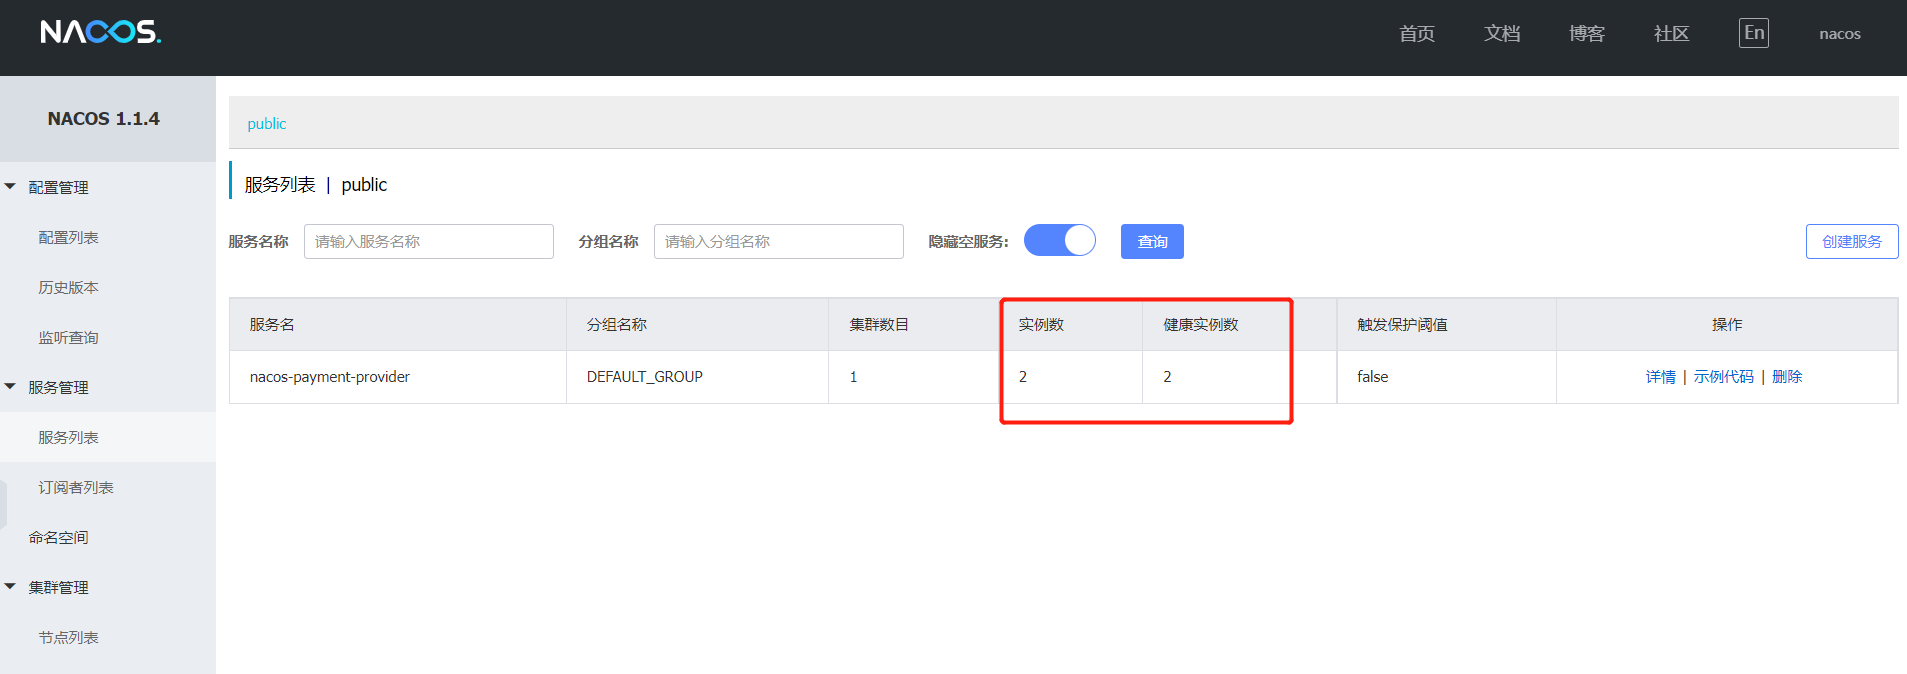 NACOS.
首页 文档 博客 社区 En nacos
NACOS 1.1.4
配置管理
配置列表
历史版本
监听查询
服务管理
服务列表
订阅者列表
命名空间
集群管理
节点列表
public
服务列表 | public
服务名称 请输入服务名称 分组名称 请输入分组名称 隐藏空服务: 查询 创建服务
服务名 分组名称 集群数目 实例数 健康实例数 触发保护阈值 操作
nacos-payment-provider DEFAULT_GROUP 1 2 2 false 详情 | 示例代码 | 删除